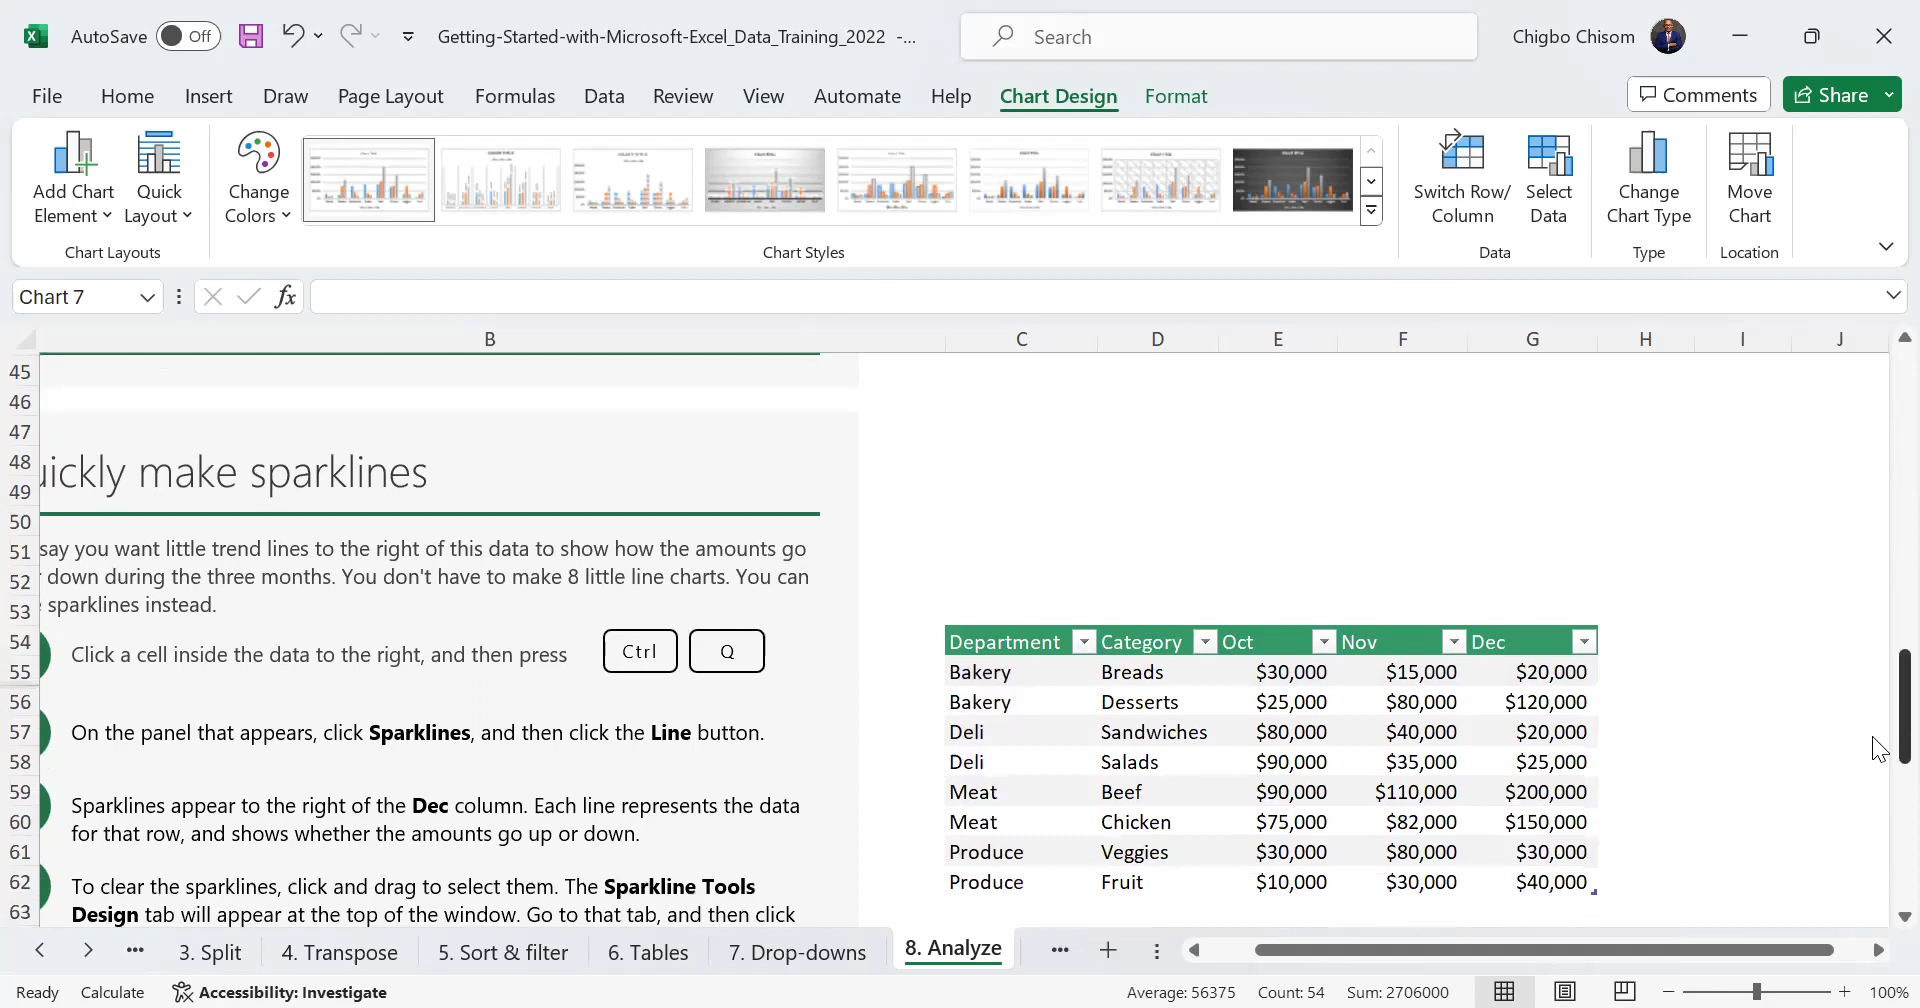 AutoSave Off Getting-Started-with-Microsoft-Excel_Data_Training_2022 -... Search Chigbo Chisom
File Home Insert Draw Page Layout Formulas Data Review View Automate Help Chart Design Format Comments Share
Add Chart Element Quick Layout Change Colors Switch Row/ Column Select Data Change Chart Type Move Chart
Chart Layouts Chart Styles Data Type Location
Chart 7 fx
B C D E F G H I J
45
46
47
48 uickly make sparklines
49
50
51 say you want little trend lines to the right of this data to show how the amounts go
52 down during the three months. You don't have to make 8 little line charts. You can
53 sparklines instead.
54 Department Category Oct Nov Dec
55 Click a cell inside the data to the right, and then press Ctrl Q Bakery Breads $30,000 $15,000 $20,000
56 Bakery Desserts $25,000 $80,000 $120,000
57 On the panel that appears, click Sparklines, and then click the Line button. Deli Sandwiches $80,000 $40,000 $20,000
58 Deli Salads $90,000 $35,000 $25,000
59 Sparklines appear to the right of the Dec column. Each line represents the data Meat Beef $90,000 $110,000 $200,000
60 for that row, and shows whether the amounts go up or down. Meat Chicken $75,000 $82,000 $150,000
61 Produce Veggies $30,000 $80,000 $30,000
62 To clear the sparklines, click and drag to select them. The Sparkline Tools Produce Fruit $10,000 $30,000 $40,000
63 Design tab will appear at the top of the window. Go to that tab, and then click
3. Split 4. Transpose 5. Sort & filter 6. Tables 7. Drop-downs 8. Analyze
Ready Calculate Accessibility: Investigate Average: 56375 Count: 54 Sum: 2706000 100%